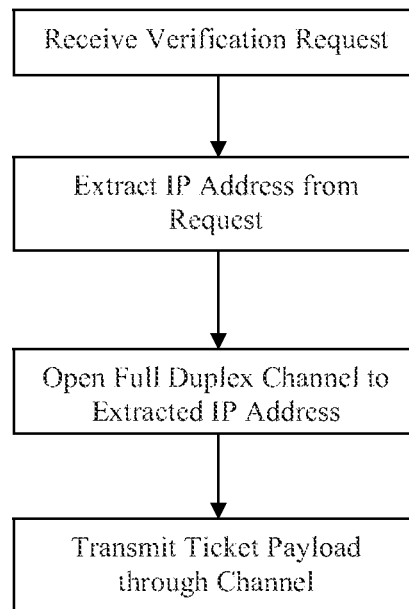 Receive Verification Request
Extract IP Address from
Request
Open Full Duplex Channel to
Extracted IP Address
Transmit Ticket Payload
through Channel